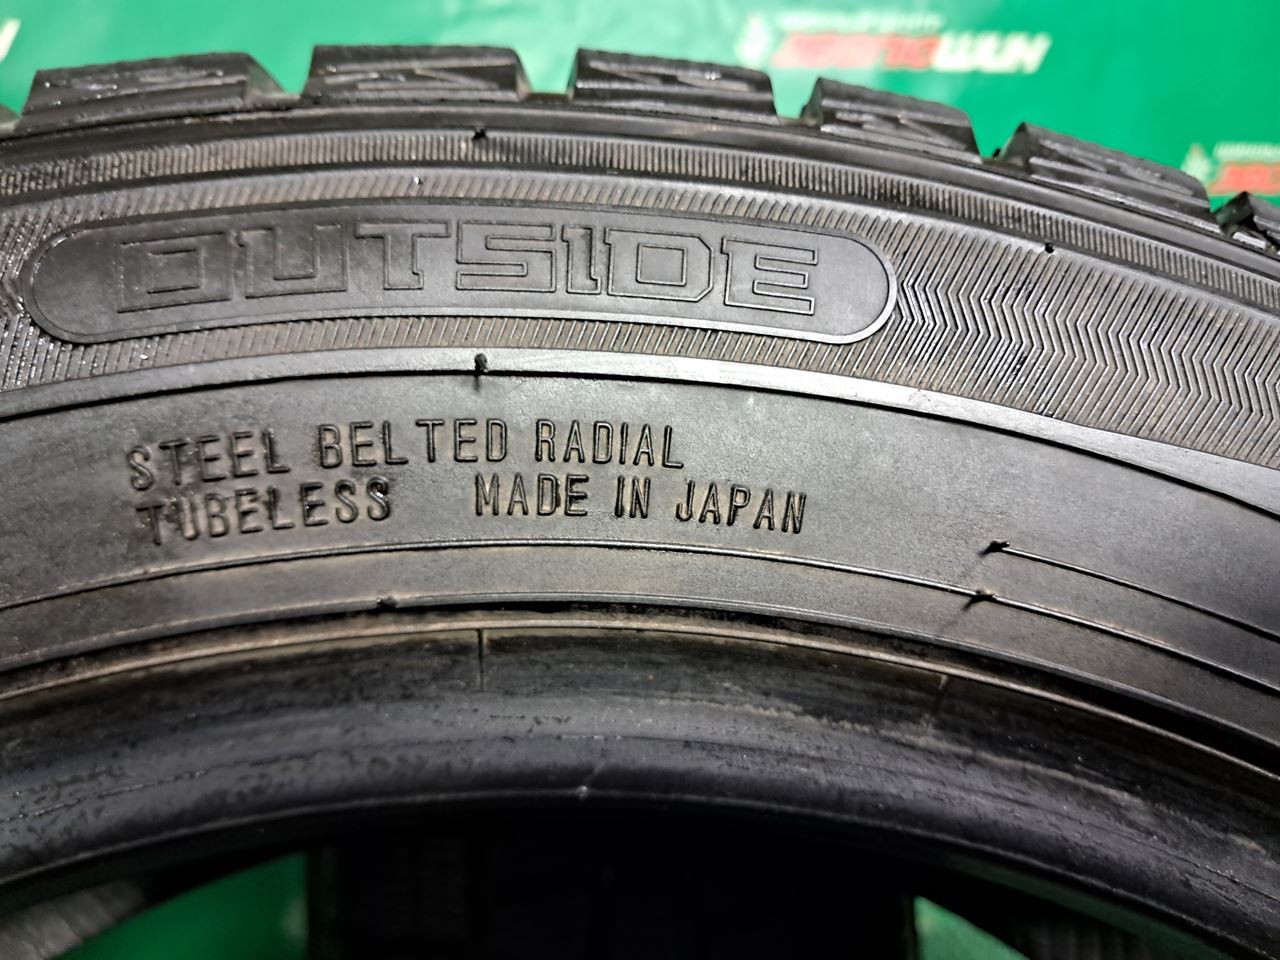 OUTSIDE
STEEL BELTED RADIAL
TUBELESS MADE IN JAPAN